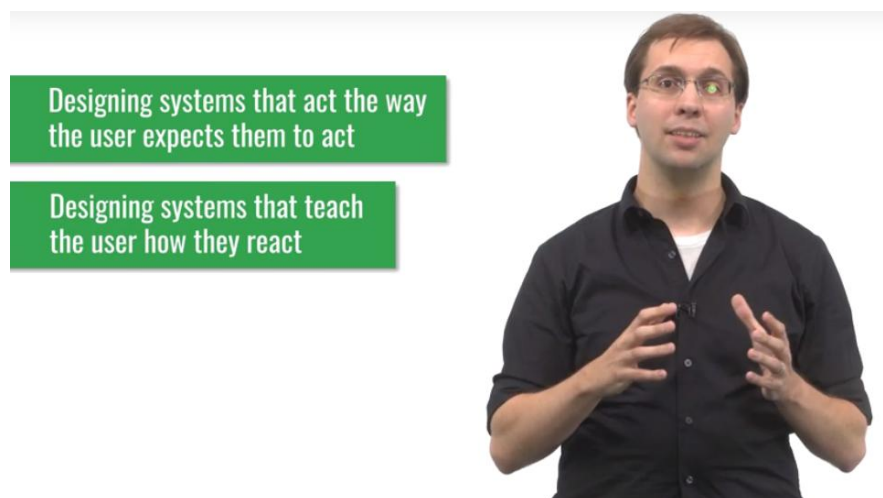 Designing systems that act the way
the user expects them to act
Designing systems that teach
the user how they react